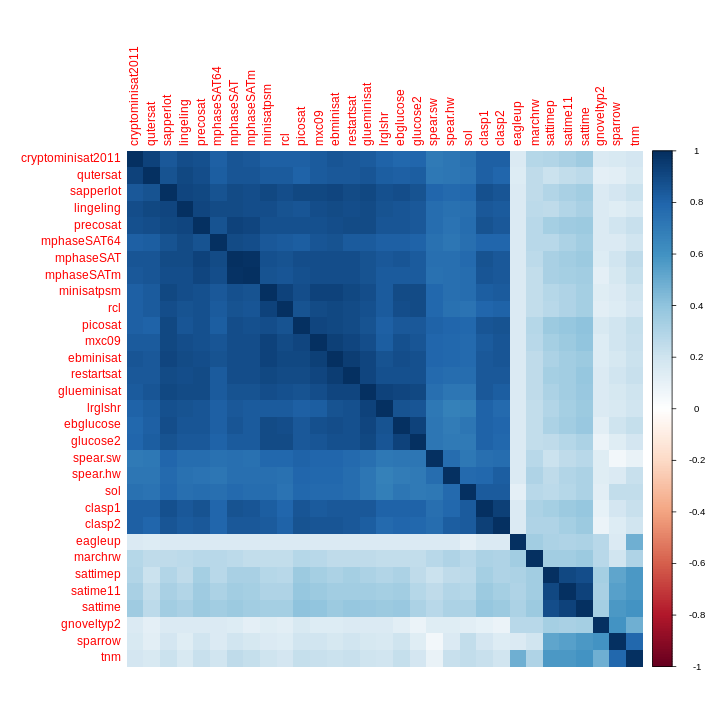 cryptominisat2011
qutersat
sapperlot
lingeling
precosat
mphaseSAT64
mphaseSAT
mphaseSATm
minisatpsm
rcl
picosat
mxc09
ebminisat
restartsat
glueminisat
lrglshr
ebglucose
glucose2
spear.sw
spear.hw
sol
clasp1
clasp2
eagleup
marchrw
sattimep
satime11
sattime
gnoveltyp2
sparrow
tnm
cryptominisat2011
qutersat
sapperlot
lingeling
precosat
mphaseSAT64
mphaseSAT
mphaseSATm
minisatpsm
rcl
picosat
mxc09
ebminisat
restartsat
glueminisat
lrglshr
ebglucose
glucose2
spear.sw
spear.hw
sol
clasp1
clasp2
eagleup
marchrw
sattimep
satime11
sattime
gnoveltyp2
sparrow
tnm
1
0.8
0.6
0.4
0.2
0
-0.2
-0.4
-0.6
-0.8
-1